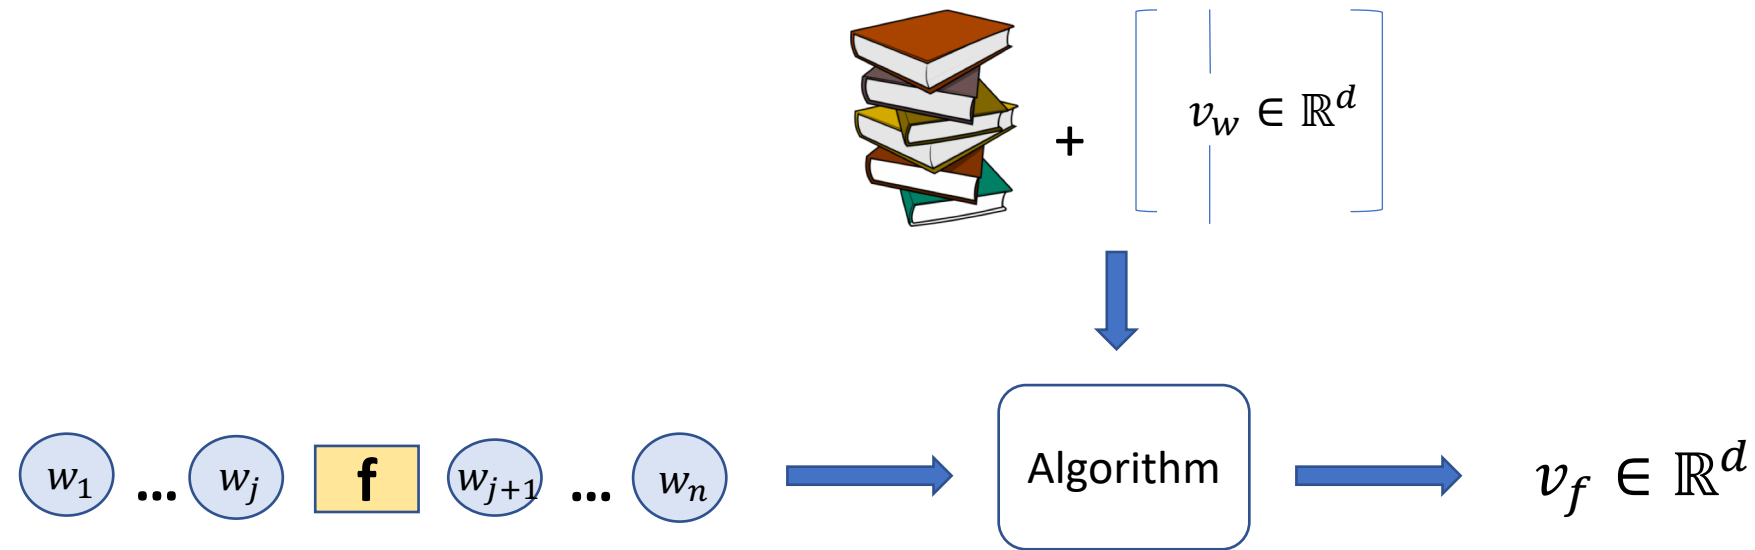 +
v_w ∈ ℝ^d
w_1 ... w_j f w_{j+1} ... w_n
Algorithm
v_f ∈ ℝ^d